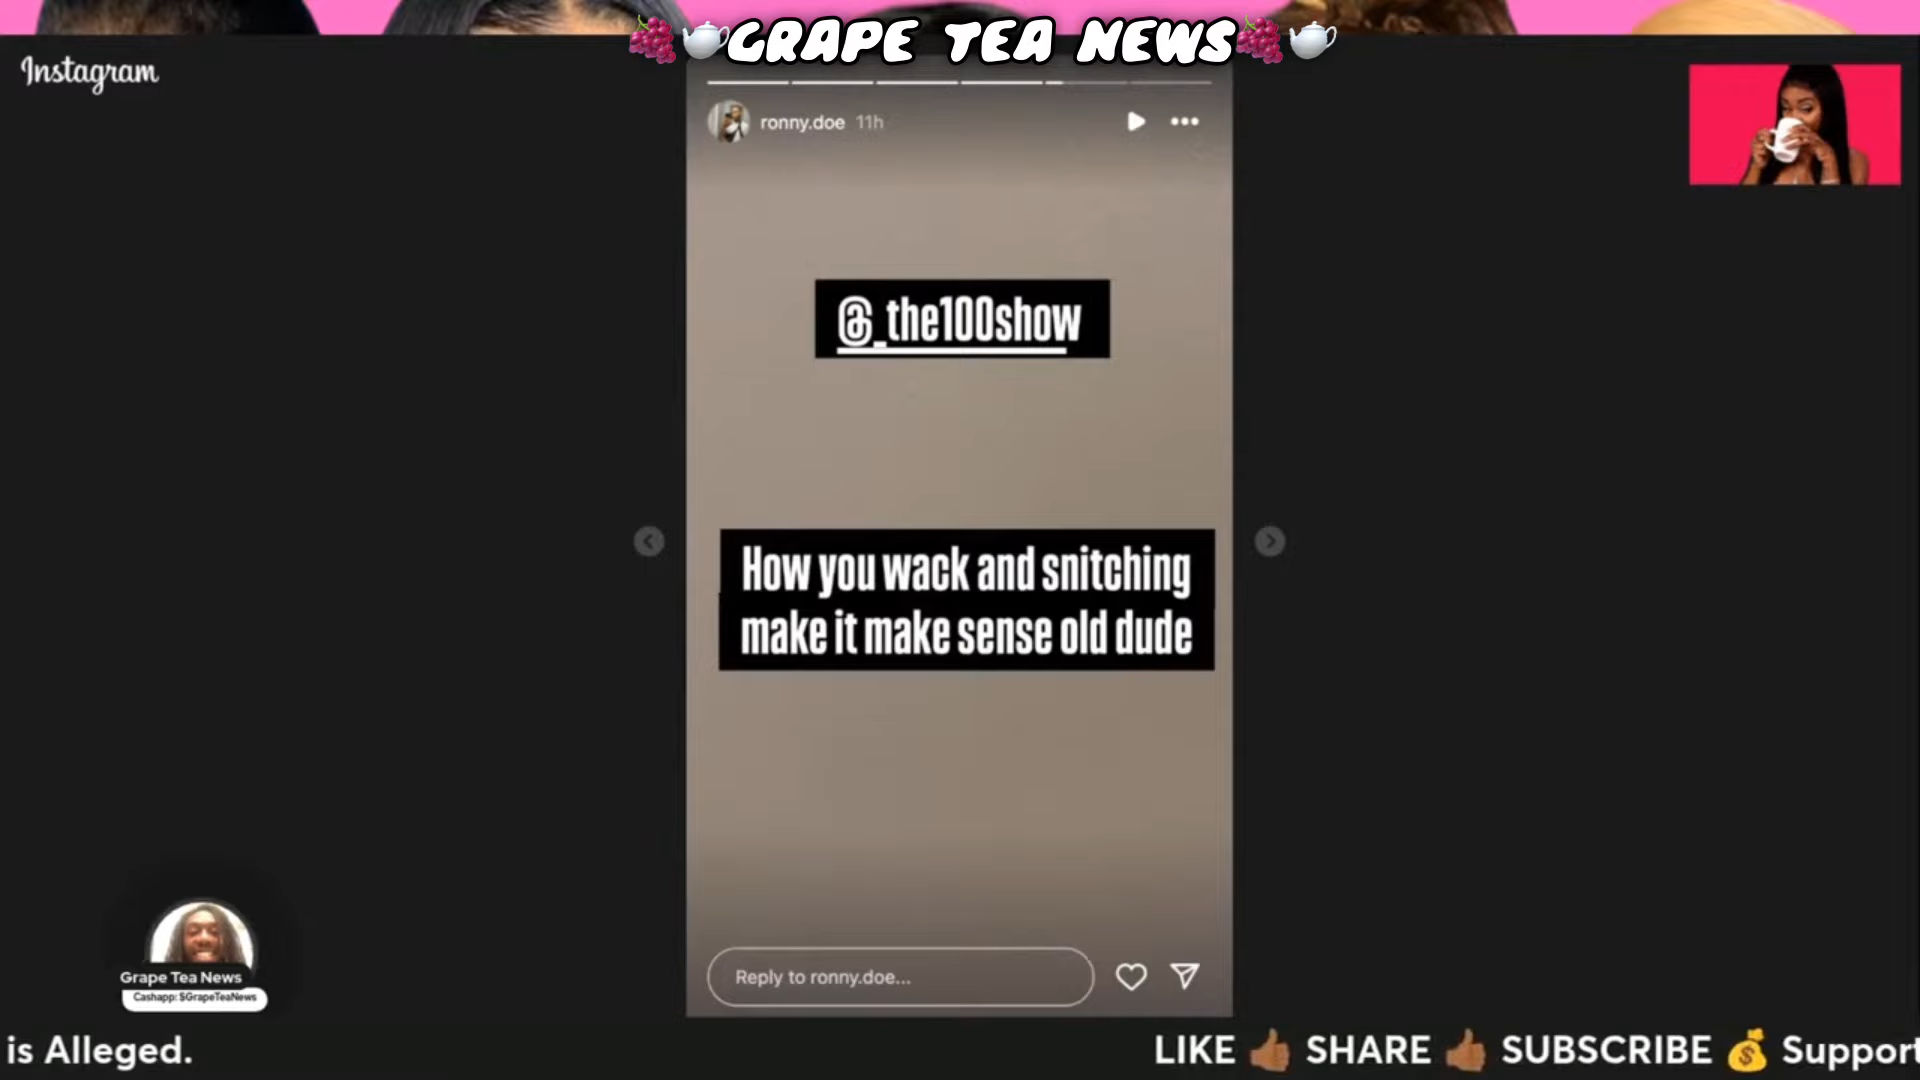 🍇🫖GRAPE TEA NEWS🍇🫖
Instagram
ronny.doe 11h
@_the100show
How you wack and snitching
make it make sense old dude
Reply to ronny.doe...
Grape Tea News
Cashapp: $GrapeTeaNews
is Alleged.
LIKE 👍🏾 SHARE 👍🏾 SUBSCRIBE 💰 Support